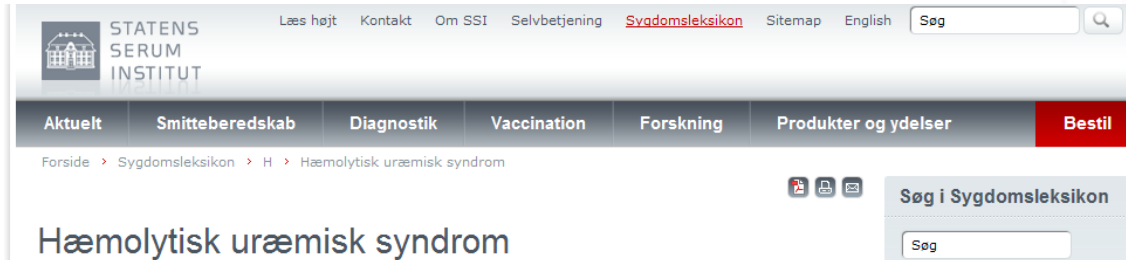 STATENS
SERUM
INSTITUT
Læs højt Kontakt Om SSI Selvbetjening Sygdomsleksikon Sitemap English Søg
Aktuelt Smitteberedskab Diagnostik Vaccination Forskning Produkter og ydelser Bestil
Forside > Sygdomsleksikon > H > Hæmolytisk uræmisk syndrom
Søg i Sygdomsleksikon
Hæmolytisk uræmisk syndrom
Søg